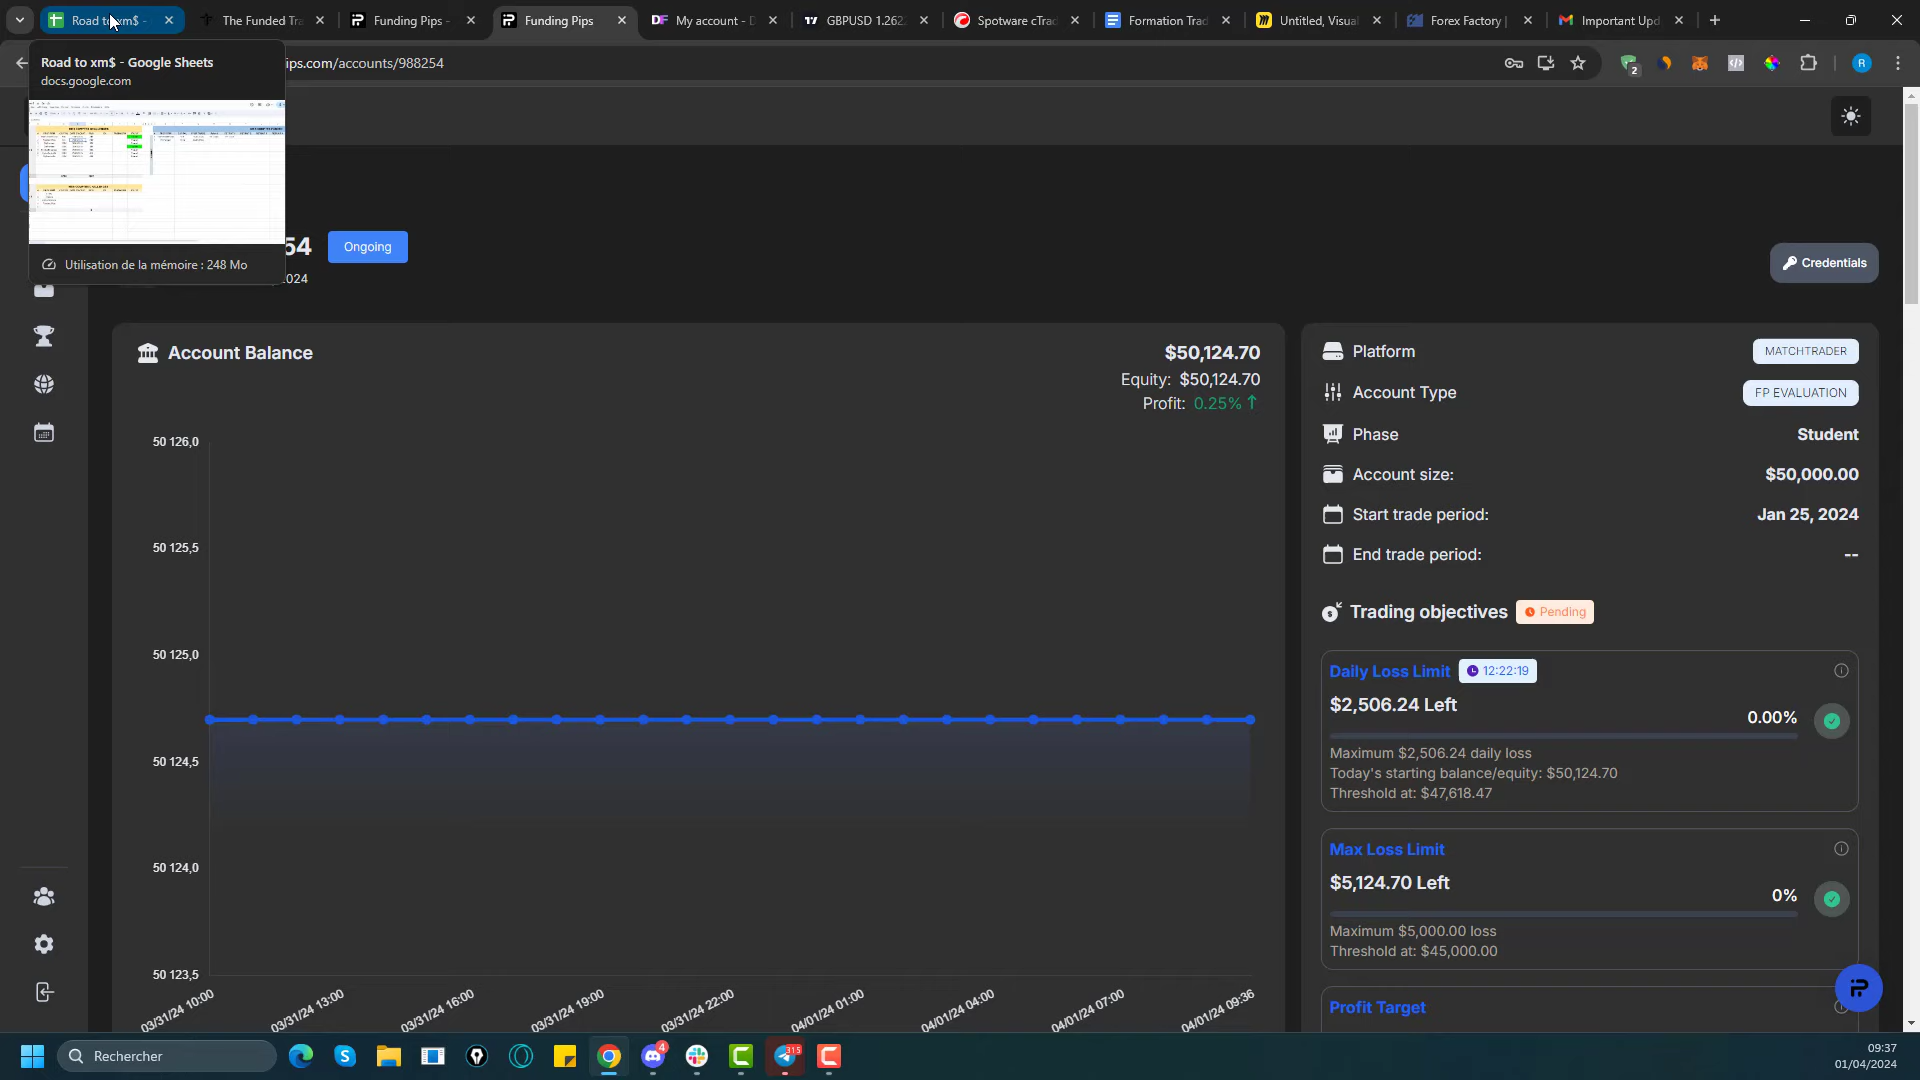 Road to xm$ -
The Funded Tra
Funding Pips -
Funding Pips
DF My account - D
GBPUSD 1.262
Spotware cTrad
Formation Trad
Untitled, Visual
Forex Factory |
Important Upd
Road to xm$ - Google Sheets
docs.google.com
ips.com/accounts/988254
2
R
Utilisation de la mémoire : 248 Mo
54
Ongoing
2024
Credentials
Account Balance
$50,124.70
Equity: $50,124.70
Profit: 0.25%
50 126,0
50 125,5
50 125,0
50 124,5
50 124,0
50 123,5
03/31/24 10:00
03/31/24 13:00
03/31/24 16:00
03/31/24 19:00
03/31/24 22:00
04/01/24 01:00
04/01/24 04:00
04/01/24 07:00
04/01/24 09:36
Platform
MATCHTRADER
Account Type
FP EVALUATION
Phase
Student
Account size:
$50,000.00
Start trade period:
Jan 25, 2024
End trade period:
--
Trading objectives
Pending
Daily Loss Limit
12:22:19
$2,506.24 Left
0.00%
Maximum $2,506.24 daily loss
Today's starting balance/equity: $50,124.70
Threshold at: $47,618.47
Max Loss Limit
$5,124.70 Left
0%
Maximum $5,000.00 loss
Threshold at: $45,000.00
Profit Target
Rechercher
4
315
09:37
01/04/2024